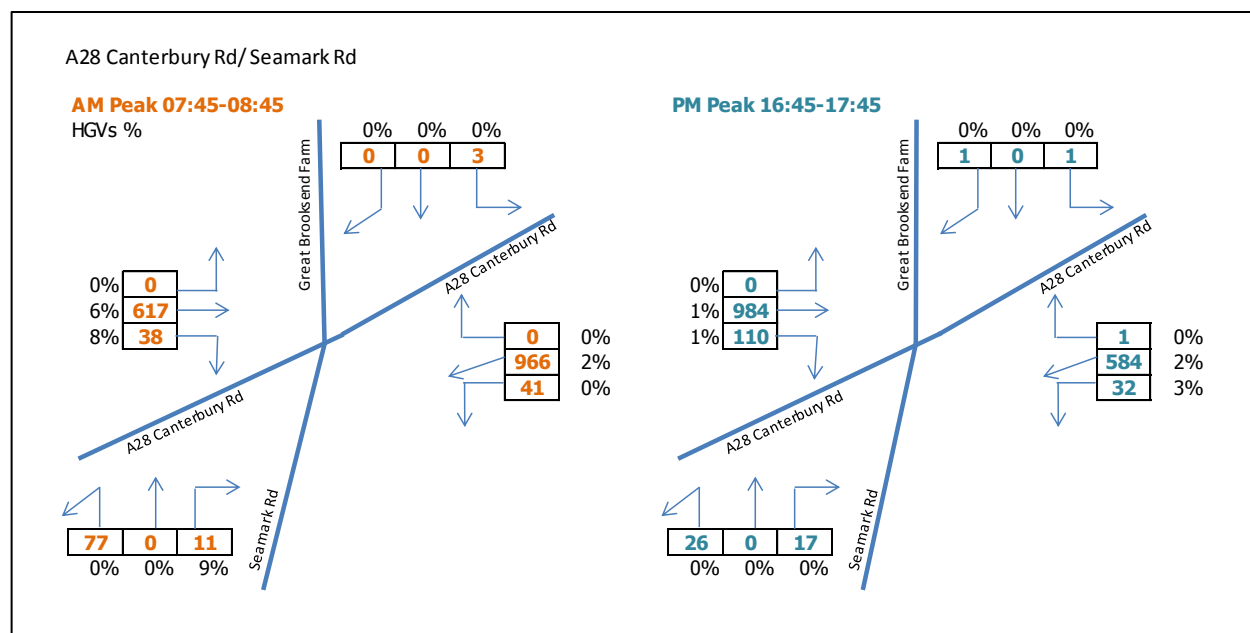 A28 Canterbury Rd/ Seamark Rd
AM Peak 07:45-08:45
HGVs %
0% 0% 0%
0 0 3
Great Brooksend Farm
A28 Canterbury Rd
0% 0
6% 617
8% 38
0 0%
966 2%
41 0%
A28 Canterbury Rd
Seamark Rd
77 0 11
0% 0% 9%
PM Peak 16:45-17:45
0% 0% 0%
1 0 1
Great Brooksend Farm
A28 Canterbury Rd
0% 0
1% 984
1% 110
1 0%
584 2%
32 3%
A28 Canterbury Rd
Seamark Rd
26 0 17
0% 0% 0%